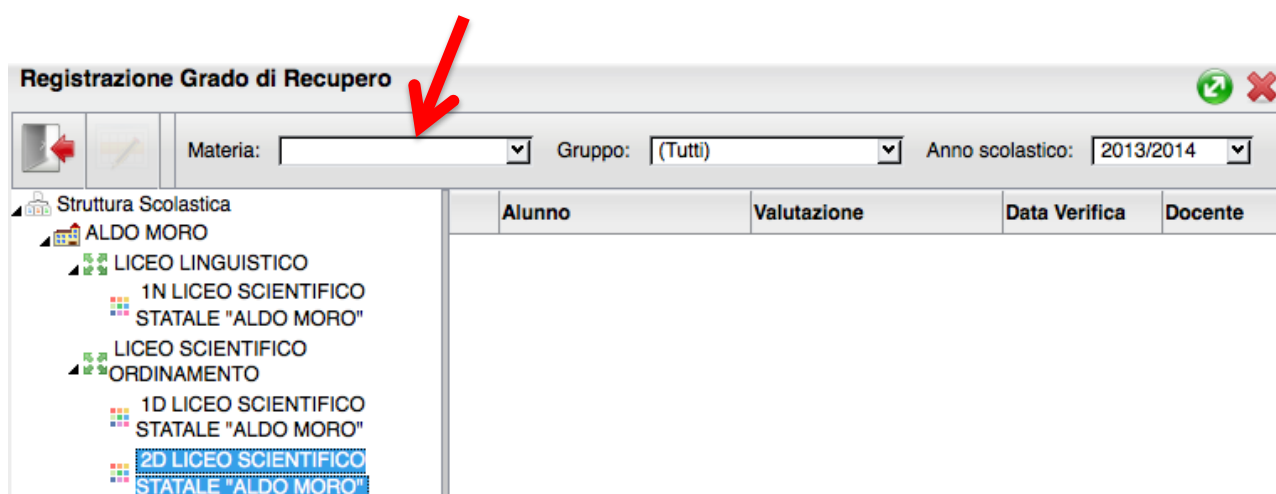 Registrazione Grado di Recupero
Materia: Gruppo: (Tutti) Anno scolastico: 2013/2014
Struttura Scolastica
ALDO MORO
LICEO LINGUISTICO
1N LICEO SCIENTIFICO
STATALE "ALDO MORO"
LICEO SCIENTIFICO
ORDINAMENTO
1D LICEO SCIENTIFICO
STATALE "ALDO MORO"
2D LICEO SCIENTIFICO
STATALE "ALDO MORO"
Alunno Valutazione Data Verifica Docente